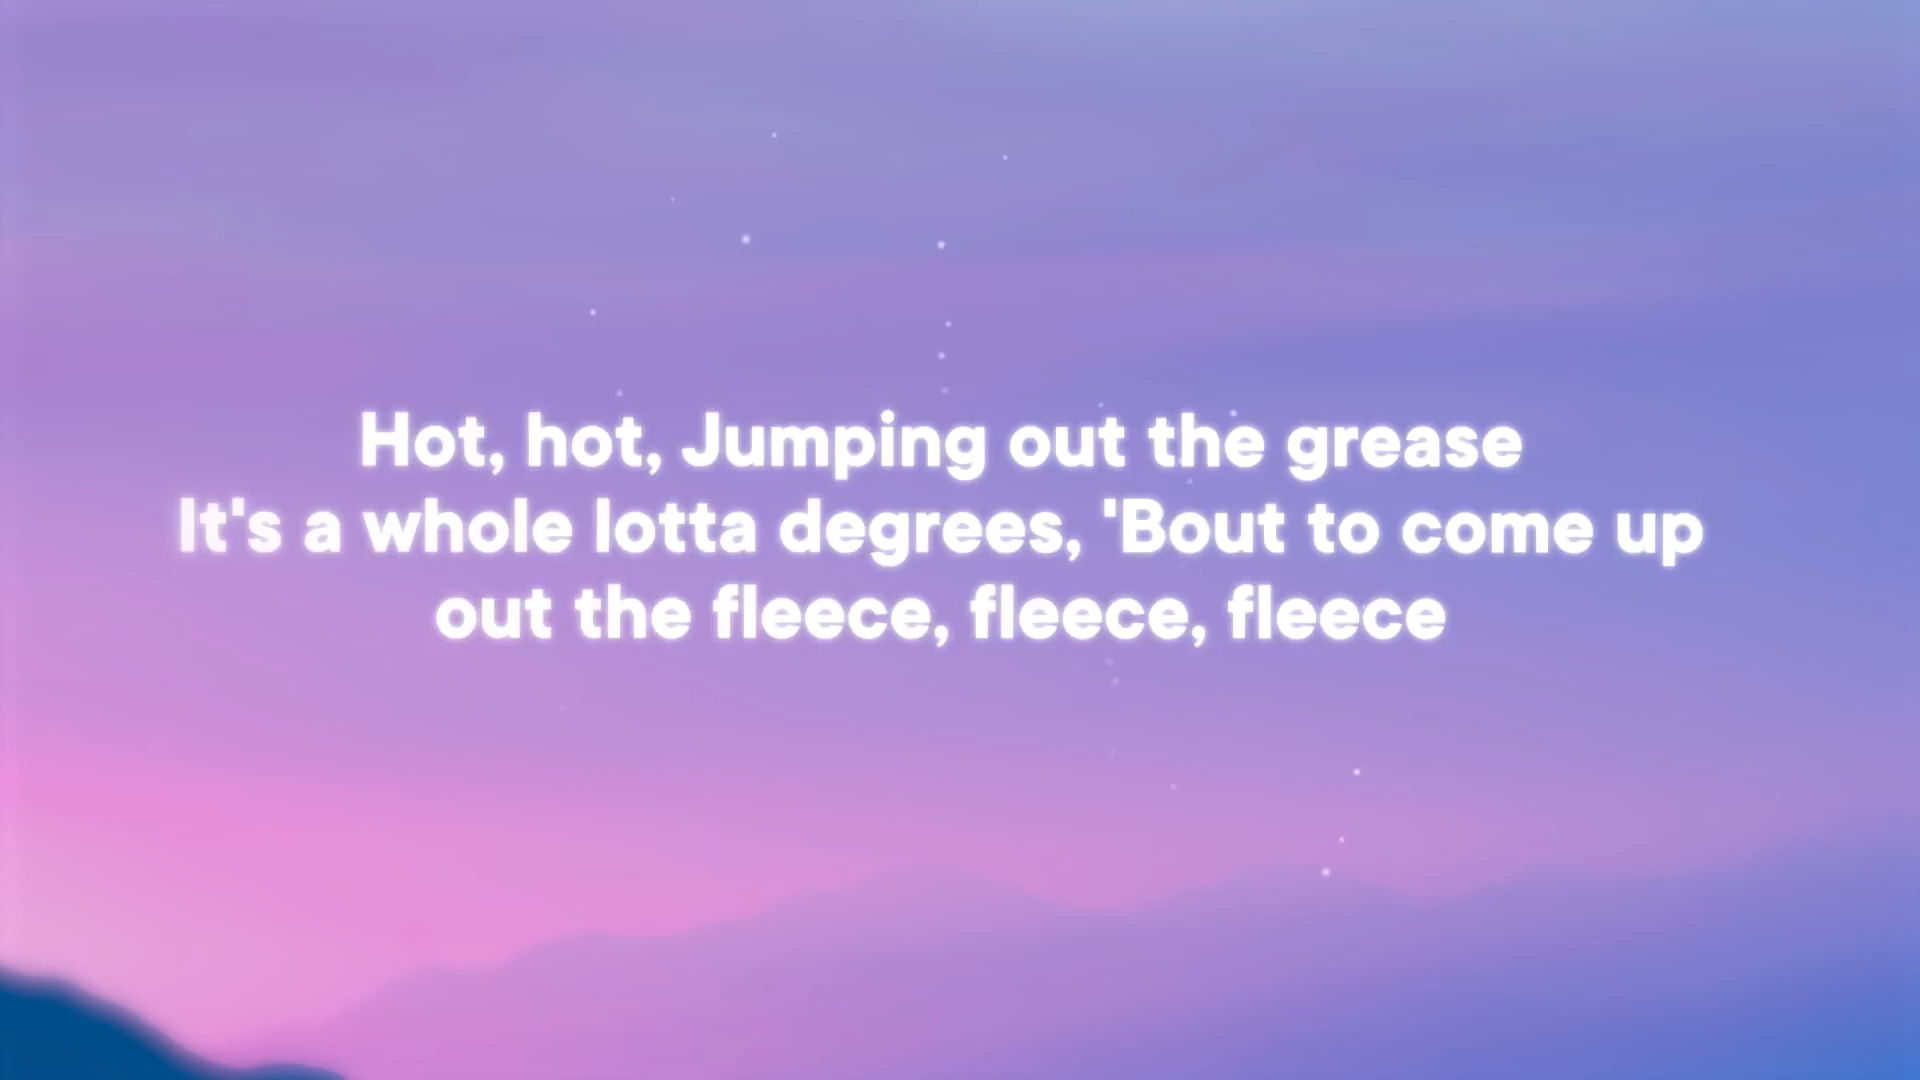 Hot, hot, Jumping out the grease
It's a whole lotta degrees, 'Bout to come up
out the fleece, fleece, fleece